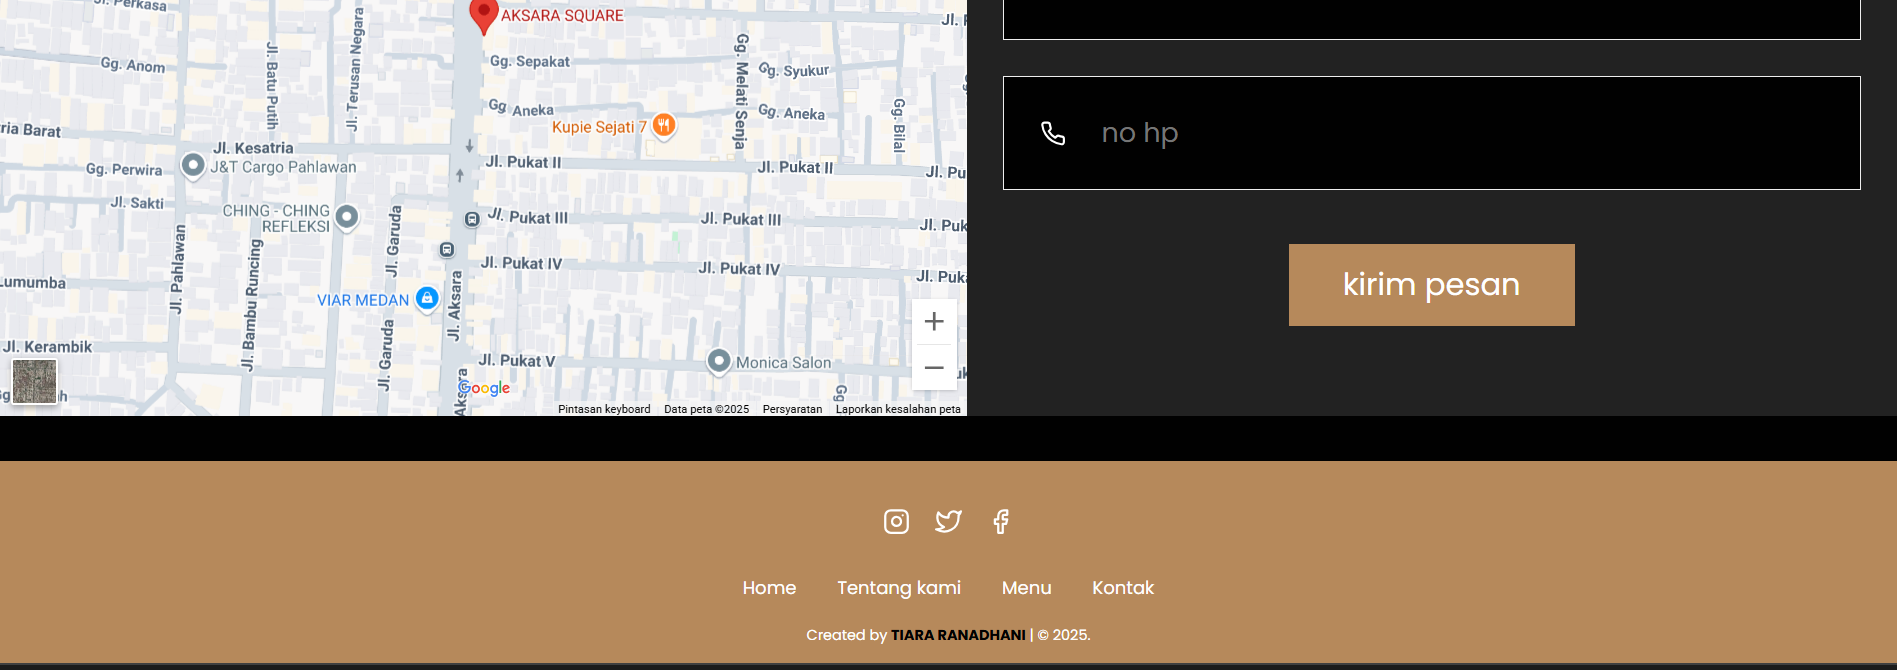 Jl. Perkasa
AKSARA SQUARE
Gg. Anom
Jl. Batu Putih
Jl. Terusan Negara
Gg. Sepakat
Gg. Melati Senja
Gg. Syukur
Gg. Aneka
Gg. Aneka
Gg. Bilal
Kupie Sejati 7
ria Barat
Jl. Kesatria
J&T Cargo Pahlawan
Gg. Perwira
Jl. Pukat II
Jl. Pukat II
Jl. Pu
Jl. Sakti
CHING - CHING
REFLEKSI
Jl. Pukat III
Jl. Pukat III
Jl. Puk
Jl. Pahlawan
Jl. Bambu Runcing
Jl. Garuda
Jl. Aksara
Jl. Pukat IV
Jl. Pukat IV
Jl. Puka
Lumumba
VIAR MEDAN
Jl. Kerambik
Jl. Garuda
Jl. Pukat V
Monica Salon
Aksara
Gg
Google
Pintasan keyboard
Data peta ©2025
Persyaratan
Laporkan kesalahan peta
no hp
kirim pesan
Home
Tentang kami
Menu
Kontak
Created by TIARA RANADHANI | © 2025.